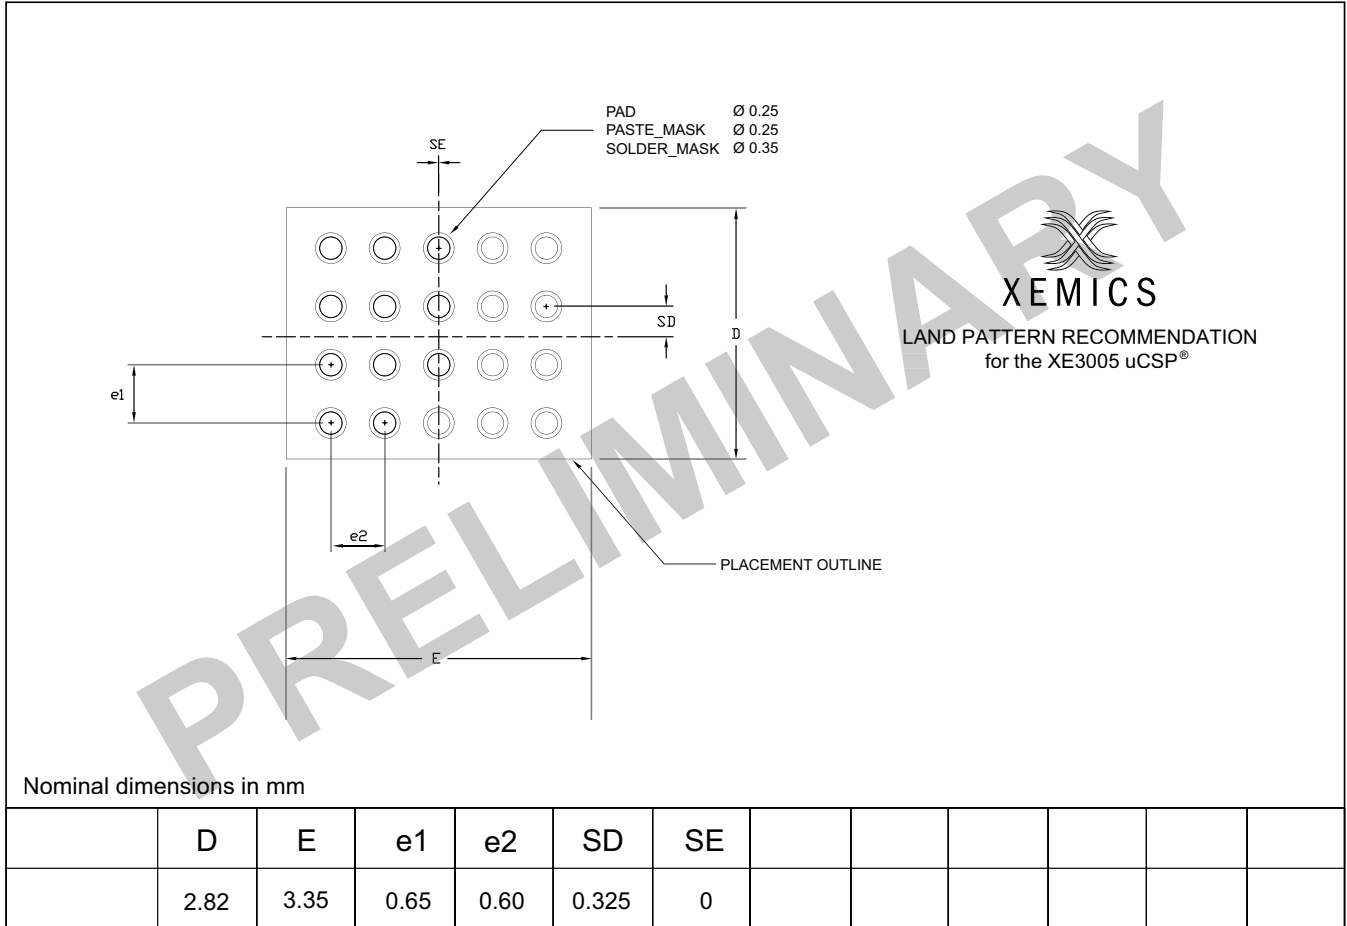 PAD Ø 0.25
PASTE_MASK Ø 0.25
SOLDER_MASK Ø 0.35
SE
XEMICS
LAND PATTERN RECOMMENDATION
for the XE3005 uCSP®
SD
D
e1
e2
PLACEMENT OUTLINE
E
PRELIMINARY
Nominal dimensions in mm
D E e1 e2 SD SE
2.82 3.35 0.65 0.60 0.325 0